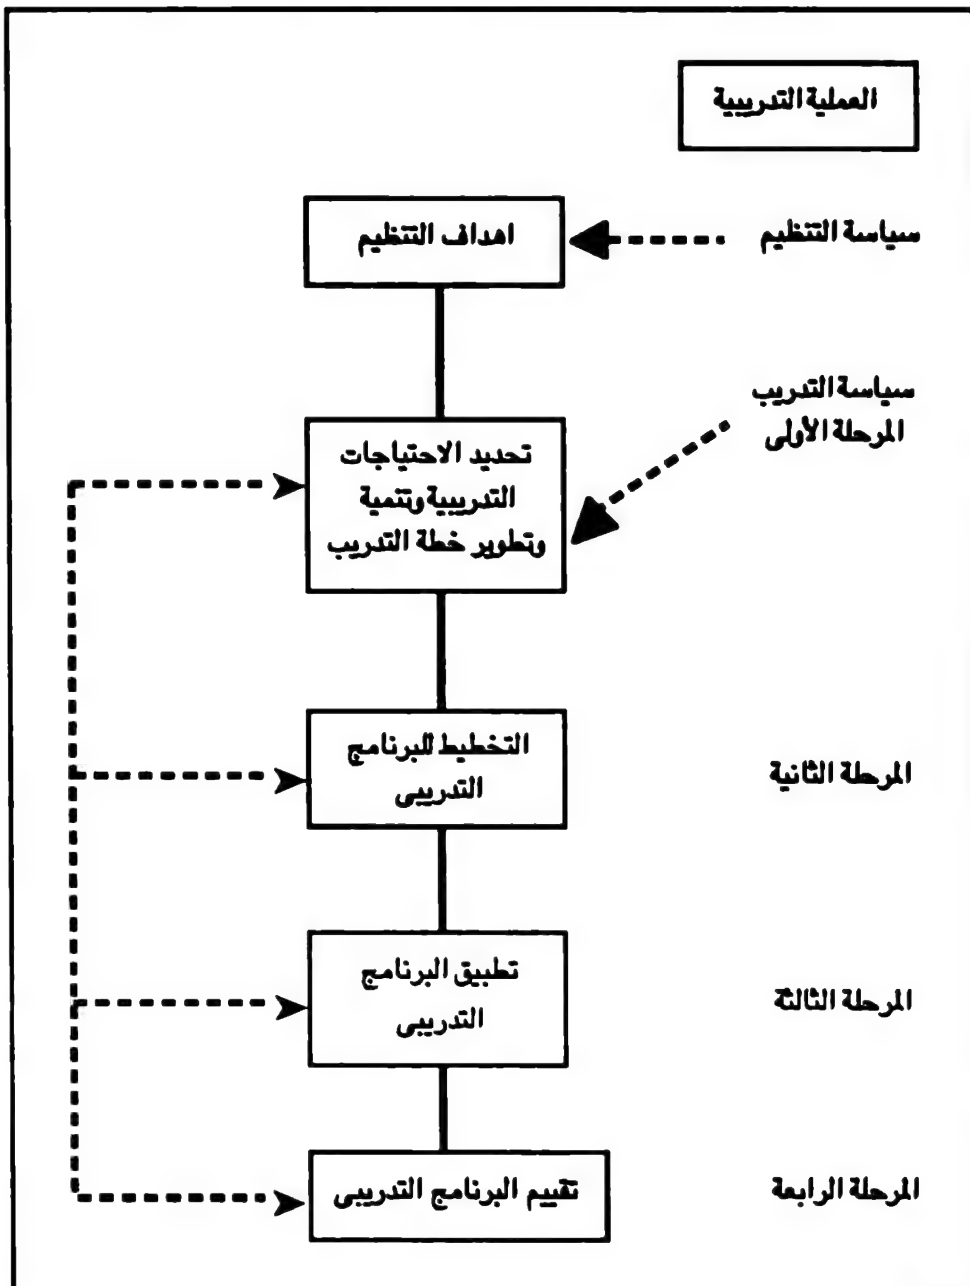 العملية التدريبية
سياسة التنظيم
اهداف التنظيم
سياسة التدريب
المرحلة الأولى
تحديد الاحتياجات
التدريبية وتنمية
وتطوير خطة التدريب
المرحلة الثانية
التخطيط للبرنامج
التدريبى
المرحلة الثالثة
تطبيق البرنامج
التدريبى
المرحلة الرابعة
تقييم البرنامج التدريبى